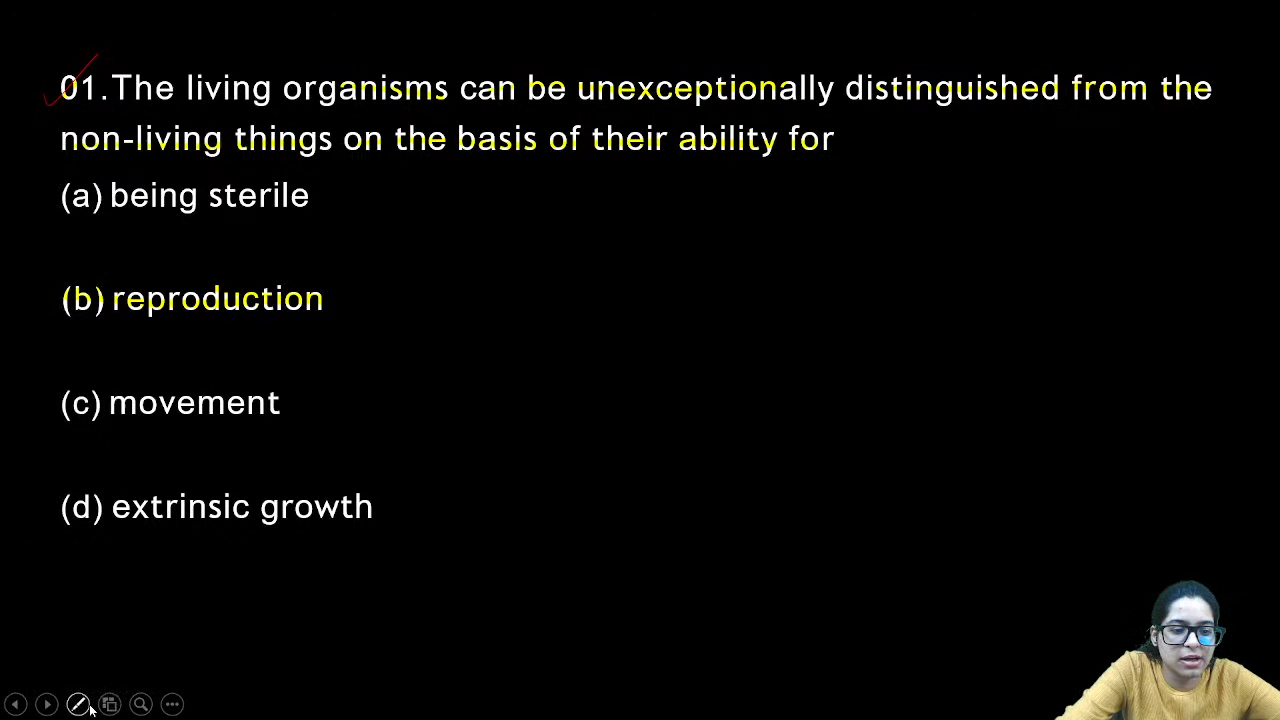 01.The living organisms can be unexceptionally distinguished from the
non-living things on the basis of their ability for
(a) being sterile
(b) reproduction
(c) movement
(d) extrinsic growth